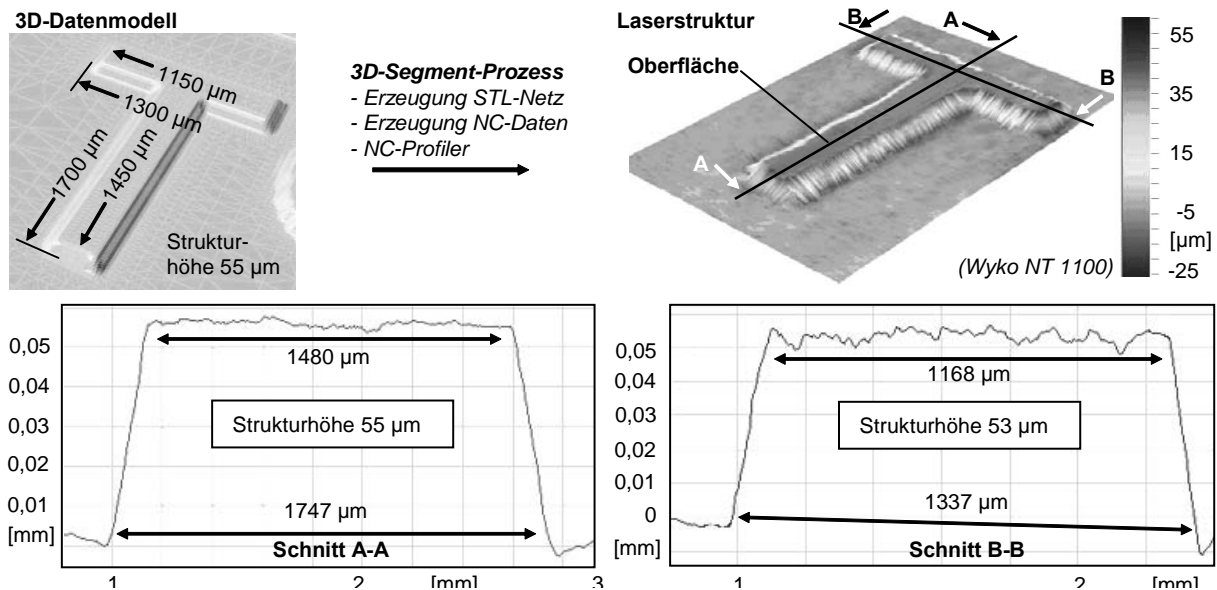 3D-Datenmodell
1150 µm
1300 µm
1700 µm
1450 µm
Struktur-
höhe 55 µm
3D-Segment-Prozess
- Erzeugung STL-Netz
- Erzeugung NC-Daten
- NC-Profiler
Laserstruktur
B
A
Oberfläche
B
A
(Wyko NT 1100)
55
35
15
-5
[µm]
-25
0,05
0,04
0,03
0,02
0,01
[mm]
1480 µm
Strukturhöhe 55 µm
1747 µm
Schnitt A-A
1
2
[mm]
3
0,05
0,04
0,03
0,02
0,01
0
[mm]
1168 µm
Strukturhöhe 53 µm
1337 µm
Schnitt B-B
1
2
[mm]